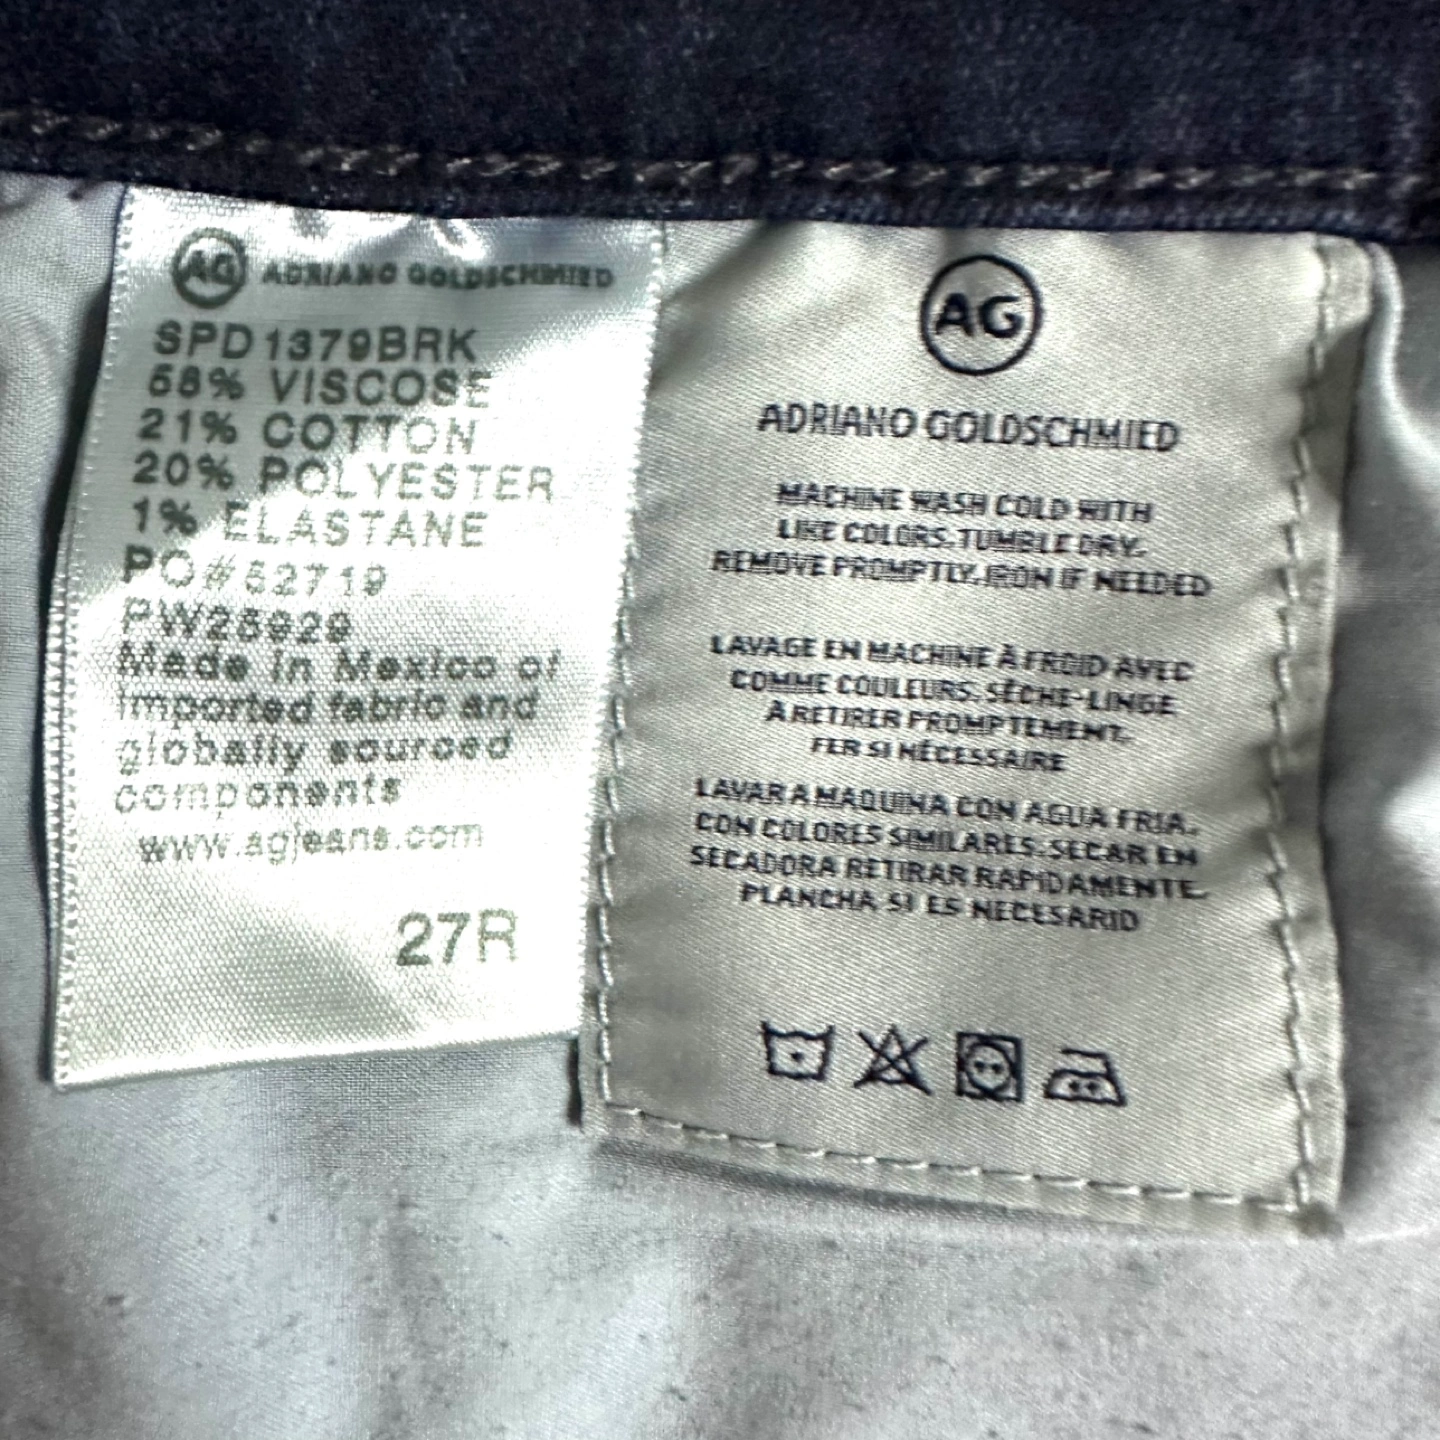 AG ADRIANO GOLDSCHMIED
SPD1379BRK
58% VISCOSE
21% COTTON
20% POLYESTER
1% ELASTANE
PO#62719
PW25929
Made in Mexico of
imported fabric and
globally sourced
components
www.agjeans.com
27R
AG
ADRIANO GOLDSCHMIED
MACHINE WASH COLD WITH
LIKE COLORS. TUMBLE DRY.
REMOVE PROMPTLY. IRON IF NEEDED
LAVAGE EN MACHINE À FROID AVEC
COMME COULEURS. SÈCHE-LINGE
À RETIRER PROMPTEMENT.
FER SI NÉCESSAIRE
LAVAR A MAQUINA CON AGUA FRIA.
CON COLORES SIMILARES. SECAR EN
SECADORA RETIRAR RAPIDAMENTE.
PLANCHA SI ES NECESARIO